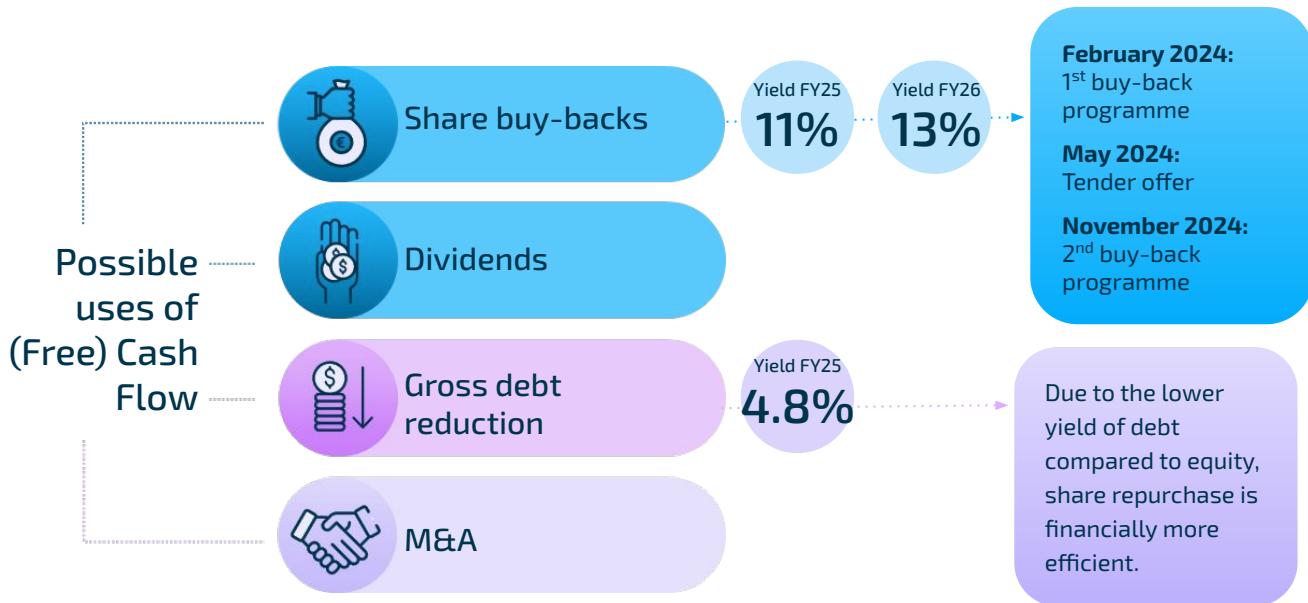 Possible
uses of
(Free) Cash
Flow
Share buy-backs
Yield FY25
11%
Yield FY26
13%
February 2024:
1st buy-back
programme
May 2024:
Tender offer
November 2024:
2nd buy-back
programme
Dividends
Gross debt
reduction
Yield FY25
4.8%
Due to the lower
yield of debt
compared to equity,
share repurchase is
financially more
efficient.
M&A